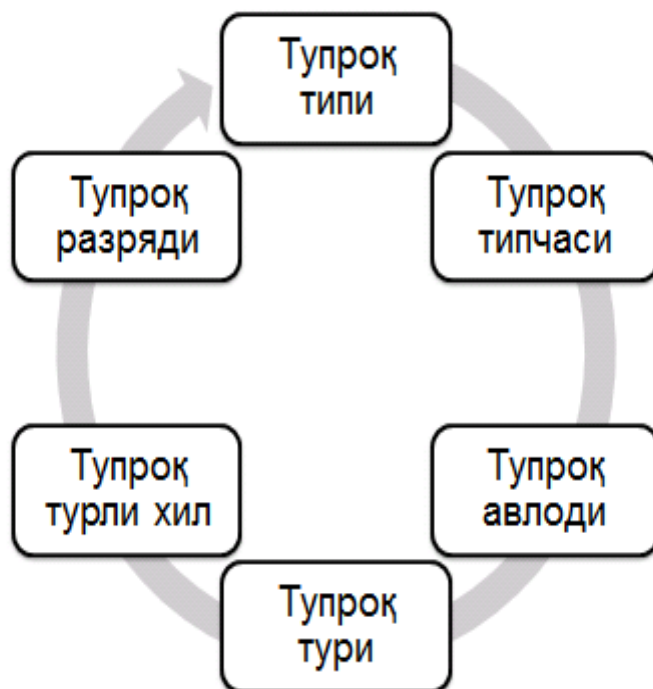 Тупроқ
типи
Тупроқ
типчаси
Тупроқ
авлоди
Тупроқ
тури
Тупроқ
турли хил
Тупроқ
разряди